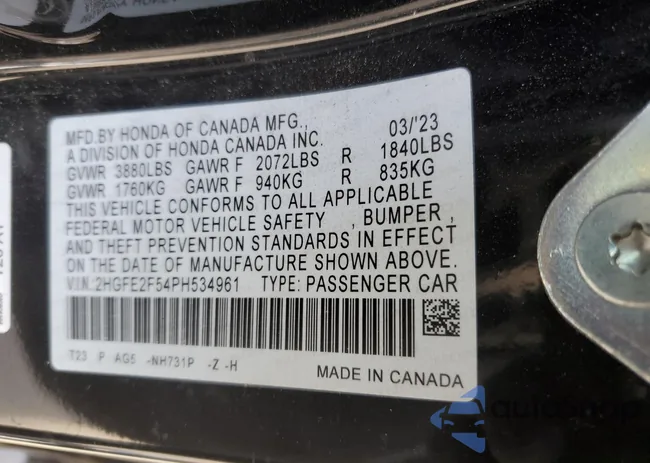 MFD.BY HONDA OF CANADA MFG., 03/'23
A DIVISION OF HONDA CANADA INC.
GVWR 3880LBS GAWR F 2072LBS R 1840LBS
GVWR 1760KG GAWR F 940KG R 835KG
THIS VEHICLE CONFORMS TO ALL APPLICABLE
FEDERAL MOTOR VEHICLE SAFETY , BUMPER ,
AND THEFT PREVENTION STANDARDS IN EFFECT
ON THE DATE OF MANUFACTURE SHOWN ABOVE.
V.I.N:2HGFE2F54PH534961 TYPE: PASSENGER CAR
T23 P AG5 -NH731P -Z -H
MADE IN CANADA
autoshop